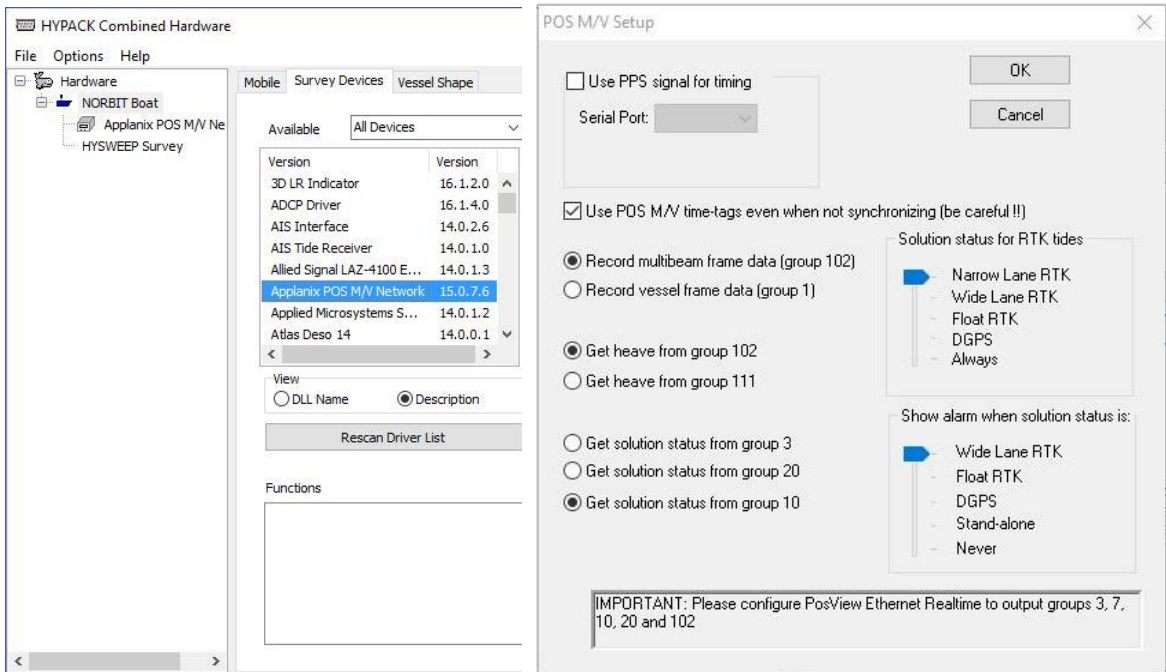 HYPACK Combined Hardware
File Options Help
Hardware
NORBIT Boat
Applanix POS M/V Ne
HYSWEEP Survey
Mobile Survey Devices Vessel Shape
Available All Devices
Version Version
3D LR Indicator 16.1.2.0
ADCP Driver 16.1.4.0
AIS Interface 14.0.2.6
AIS Tide Receiver 14.0.1.0
Allied Signal LAZ-4100 E... 14.0.1.3
Applanix POS M/V Network 15.0.7.6
Applied Microsystems S... 14.0.1.2
Atlas Deso 14 14.0.0.1
View
DLL Name Description
Rescan Driver List
Functions
POS M/V Setup
Use PPS signal for timing
Serial Port:
OK
Cancel
Use POS M/V time-tags even when not synchronizing (be careful !!)
Record multibeam frame data (group 102)
Record vessel frame data (group 1)
Get heave from group 102
Get heave from group 111
Get solution status from group 3
Get solution status from group 20
Get solution status from group 10
Solution status for RTK tides
Narrow Lane RTK
Wide Lane RTK
Float RTK
DGPS
Always
Show alarm when solution status is:
Wide Lane RTK
Float RTK
DGPS
Stand-alone
Never
IMPORTANT: Please configure PosView Ethernet Realtime to output groups 3, 7,
10, 20 and 102